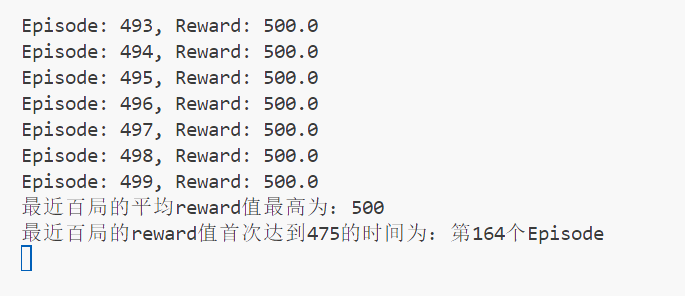 Episode: 493, Reward: 500.0
Episode: 494, Reward: 500.0
Episode: 495, Reward: 500.0
Episode: 496, Reward: 500.0
Episode: 497, Reward: 500.0
Episode: 498, Reward: 500.0
Episode: 499, Reward: 500.0
最近百局的平均reward值最高为：500
最近百局的reward值首次达到475的时间为：第164个Episode